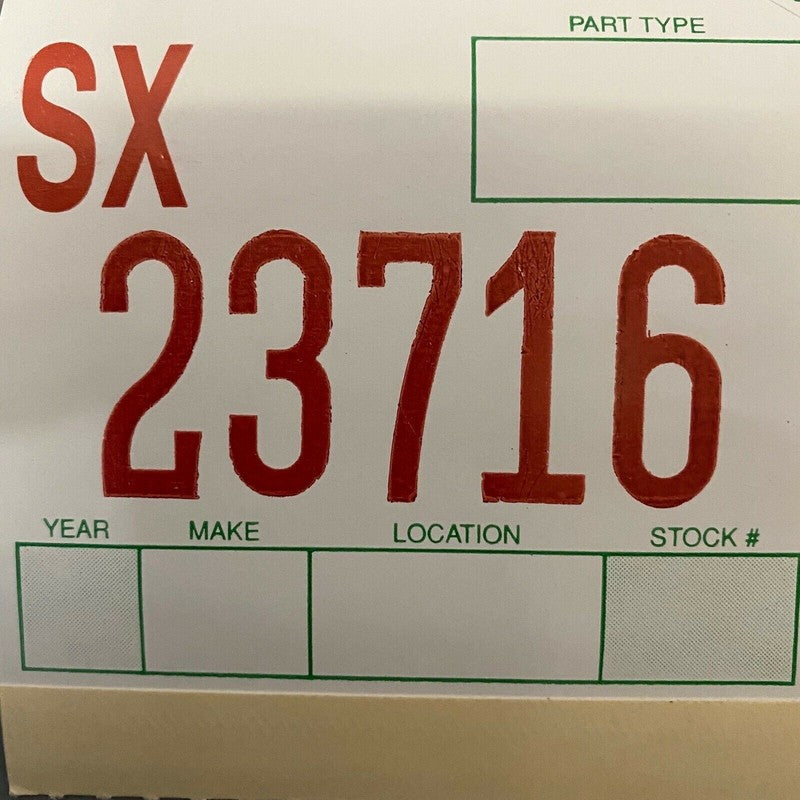 PART TYPE
SX
23716
YEAR MAKE LOCATION STOCK #